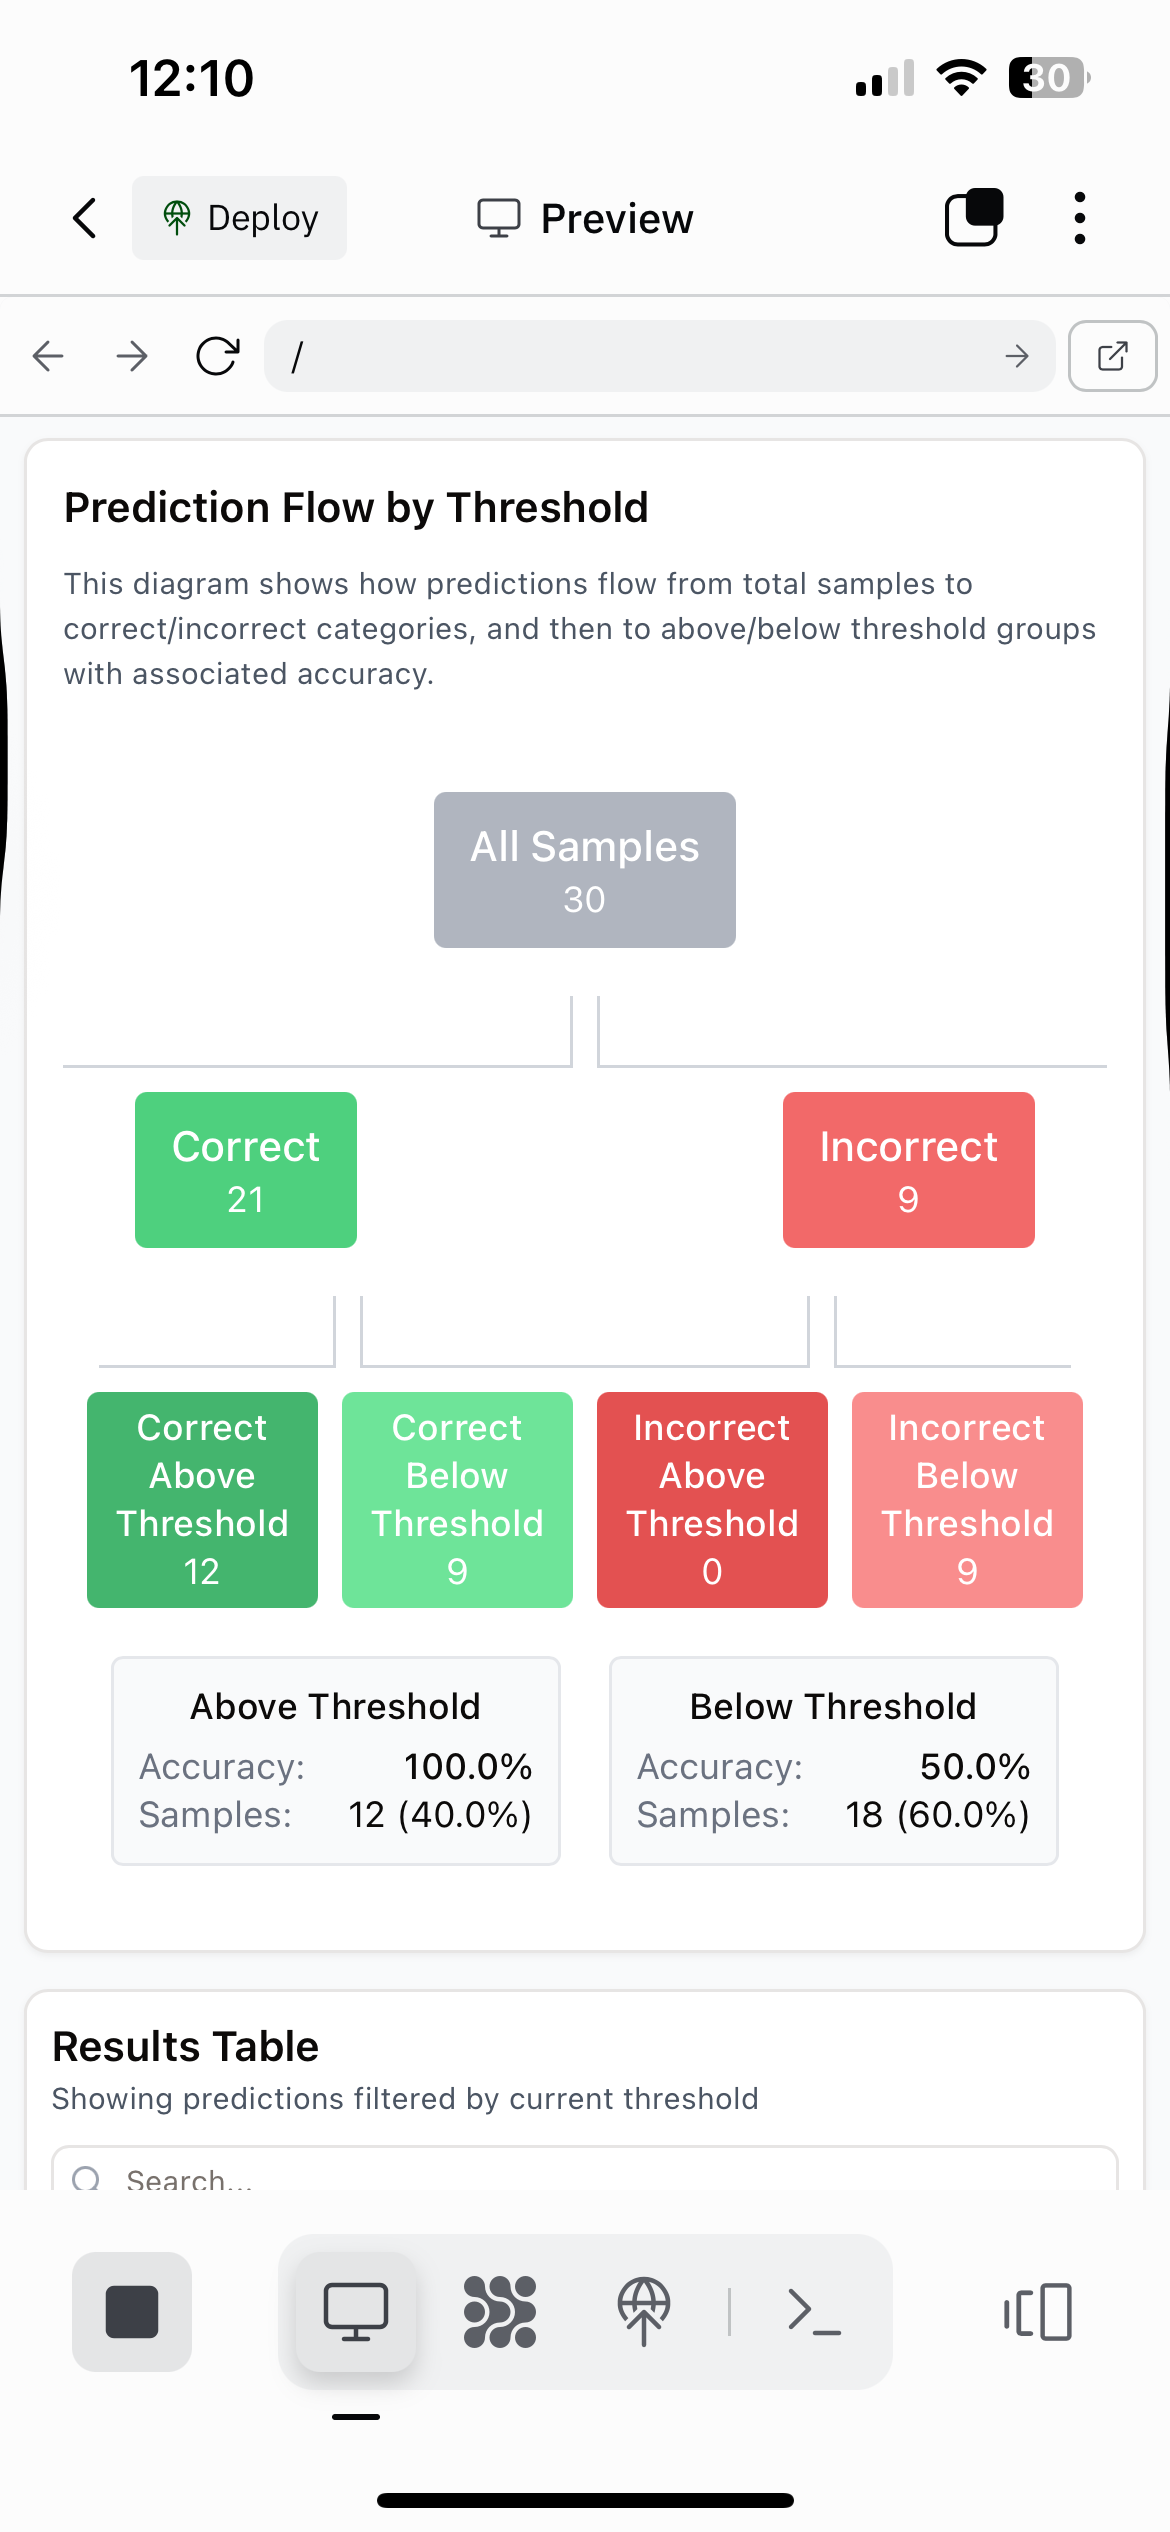 12:10
30
Deploy
Preview
/
Prediction Flow by Threshold
This diagram shows how predictions flow from total samples to
correct/incorrect categories, and then to above/below threshold groups
with associated accuracy.
All Samples
30
Correct
21
Incorrect
9
Correct
Above
Threshold
12
Correct
Below
Threshold
9
Incorrect
Above
Threshold
0
Incorrect
Below
Threshold
9
Above Threshold
Accuracy: 100.0%
Samples: 12 (40.0%)
Below Threshold
Accuracy: 50.0%
Samples: 18 (60.0%)
Results Table
Showing predictions filtered by current threshold
Search...